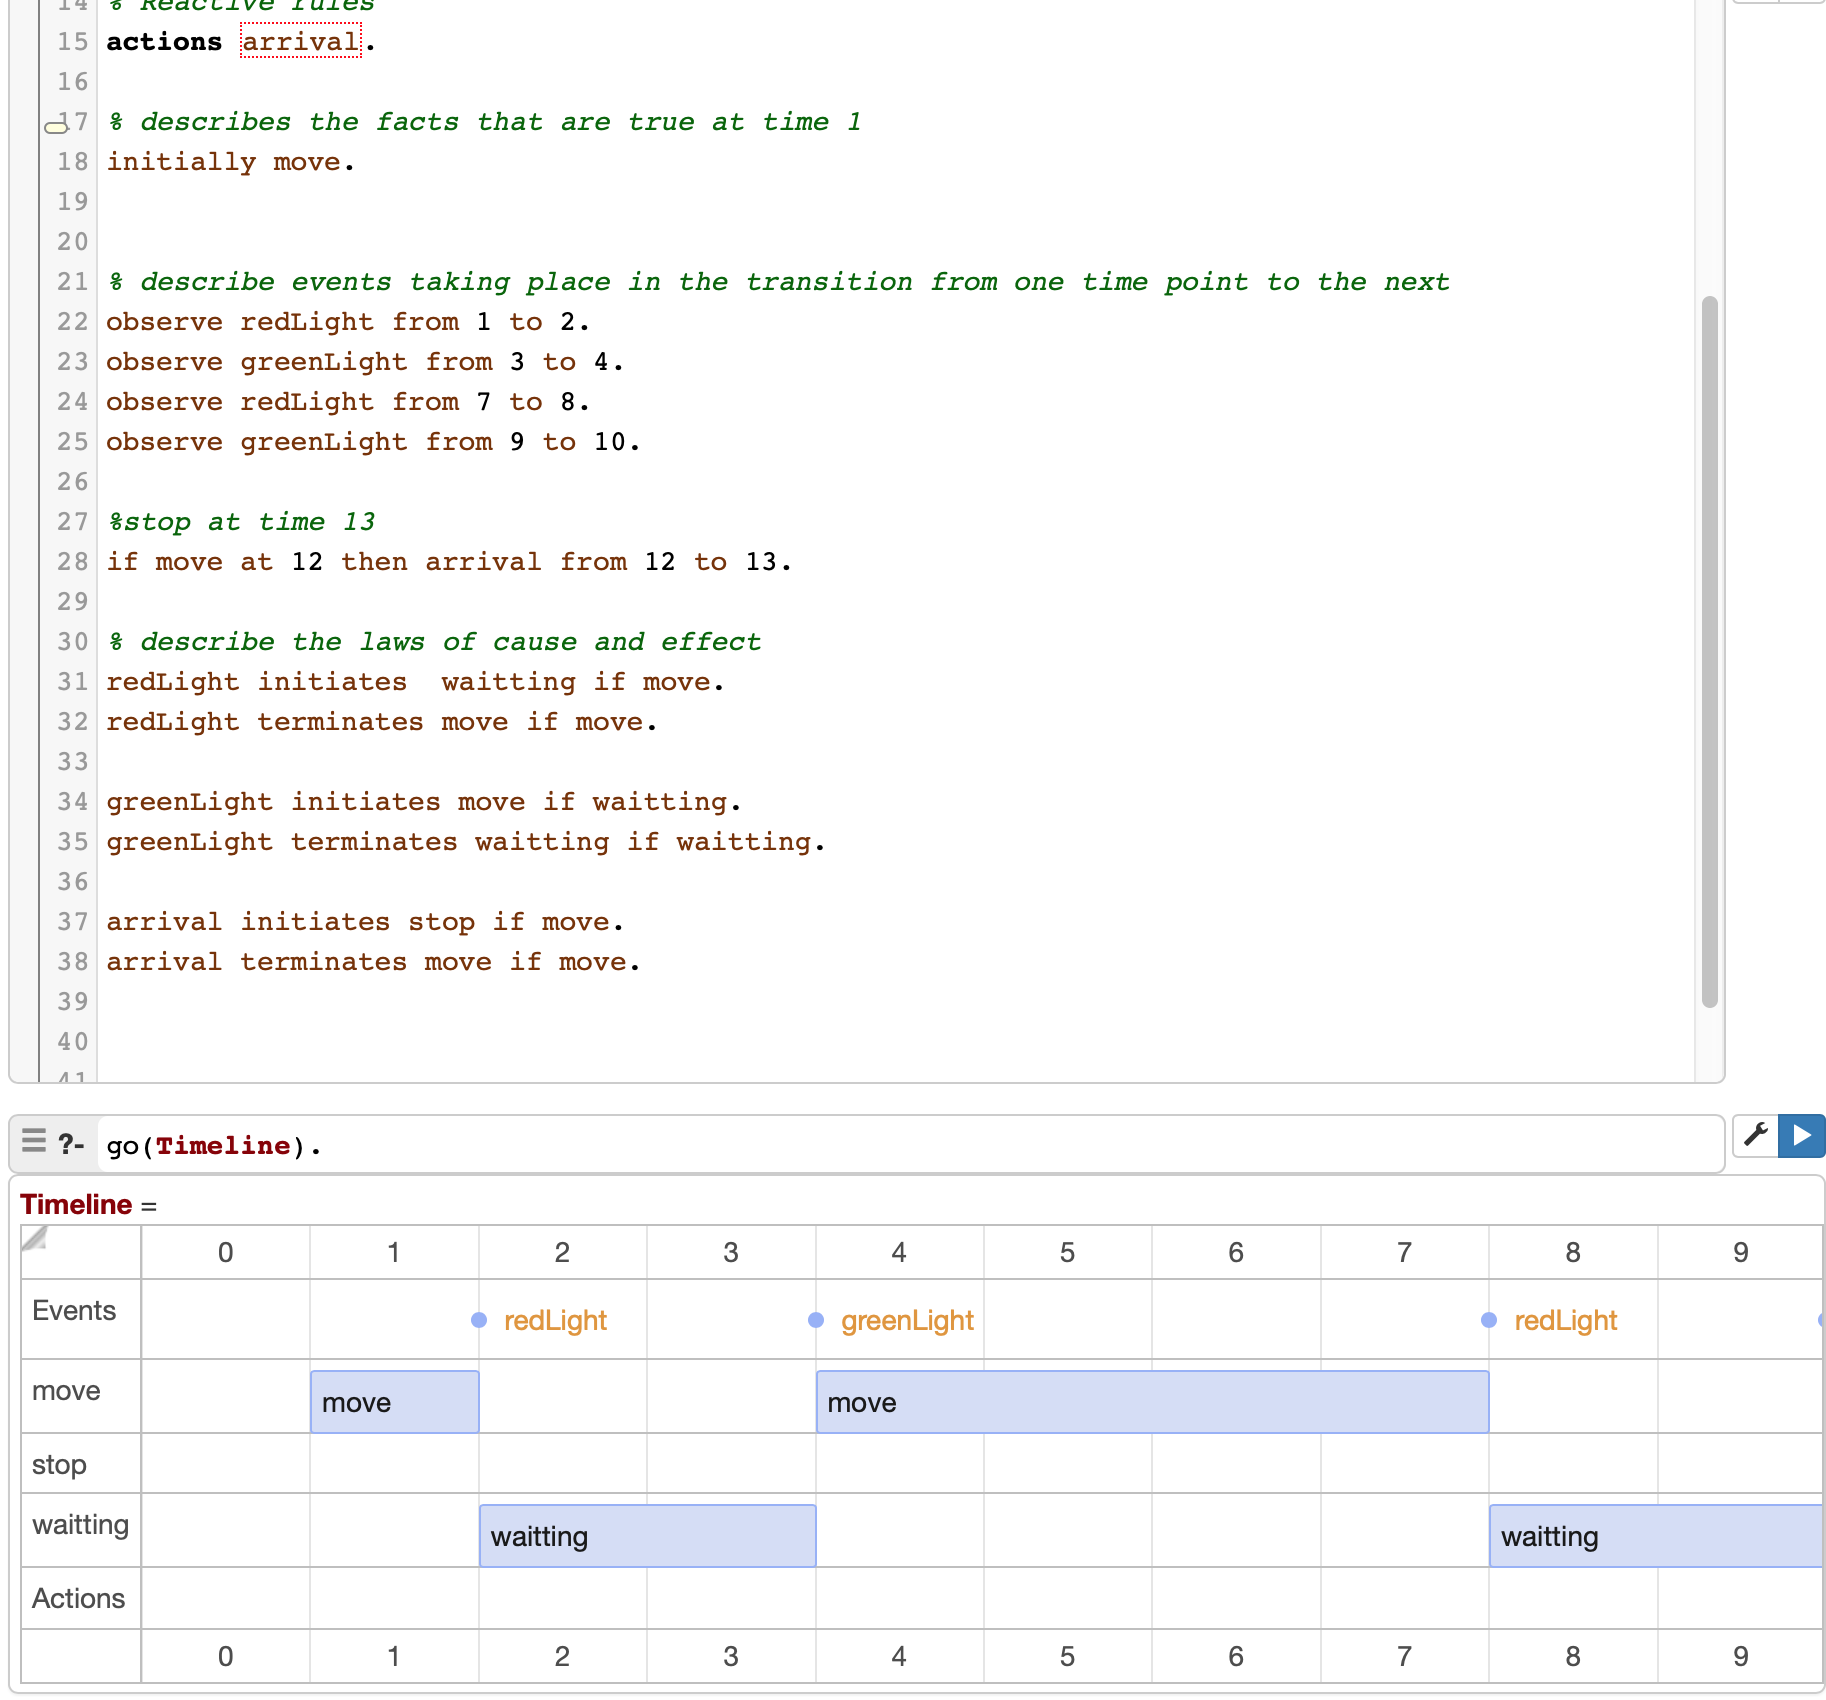 14 % Reactive rules
15 actions arrival.
16
17 % describes the facts that are true at time 1
18 initially move.
19
20
21 % describe events taking place in the transition from one time point to the next
22 observe redLight from 1 to 2.
23 observe greenLight from 3 to 4.
24 observe redLight from 7 to 8.
25 observe greenLight from 9 to 10.
26
27 %stop at time 13
28 if move at 12 then arrival from 12 to 13.
29
30 % describe the laws of cause and effect
31 redLight initiates  waitting if move.
32 redLight terminates move if move.
33
34 greenLight initiates move if waitting.
35 greenLight terminates waitting if waitting.
36
37 arrival initiates stop if move.
38 arrival terminates move if move.
39
40
41
?- go(Timeline).
Timeline =
0 1 2 3 4 5 6 7 8 9
Events redLight greenLight redLight
move move move
stop
waitting waitting waitting
Actions
0 1 2 3 4 5 6 7 8 9